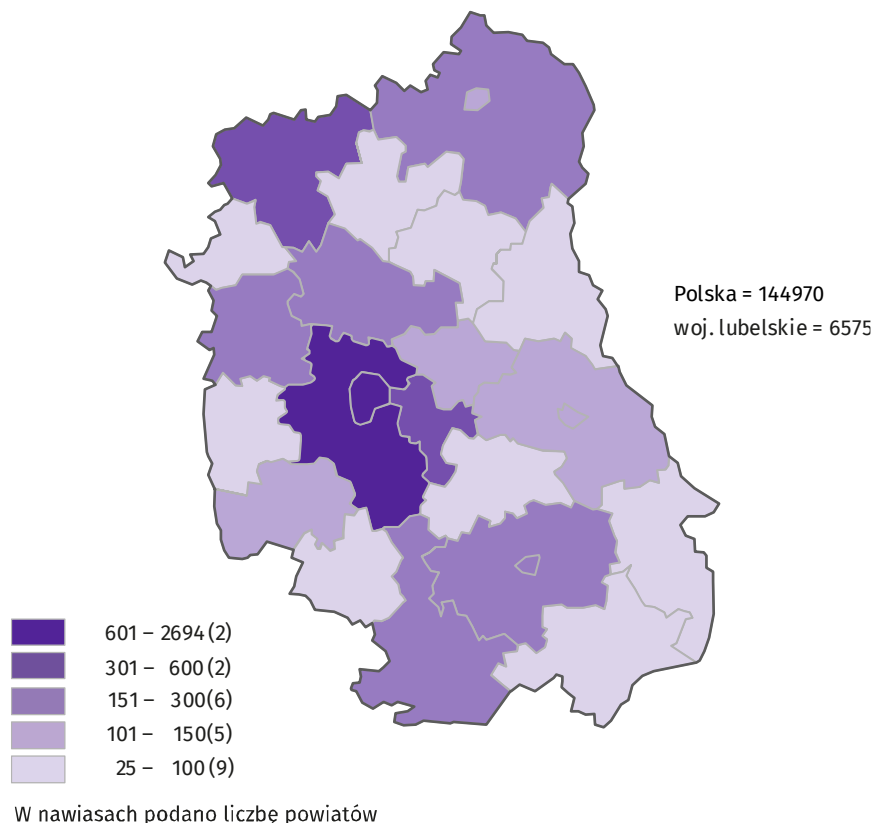 Polska = 144970
woj. lubelskie = 6575
601 – 2694 (2)
301 – 600 (2)
151 – 300 (6)
101 – 150 (5)
25 – 100 (9)
W nawiasach podano liczbę powiatów